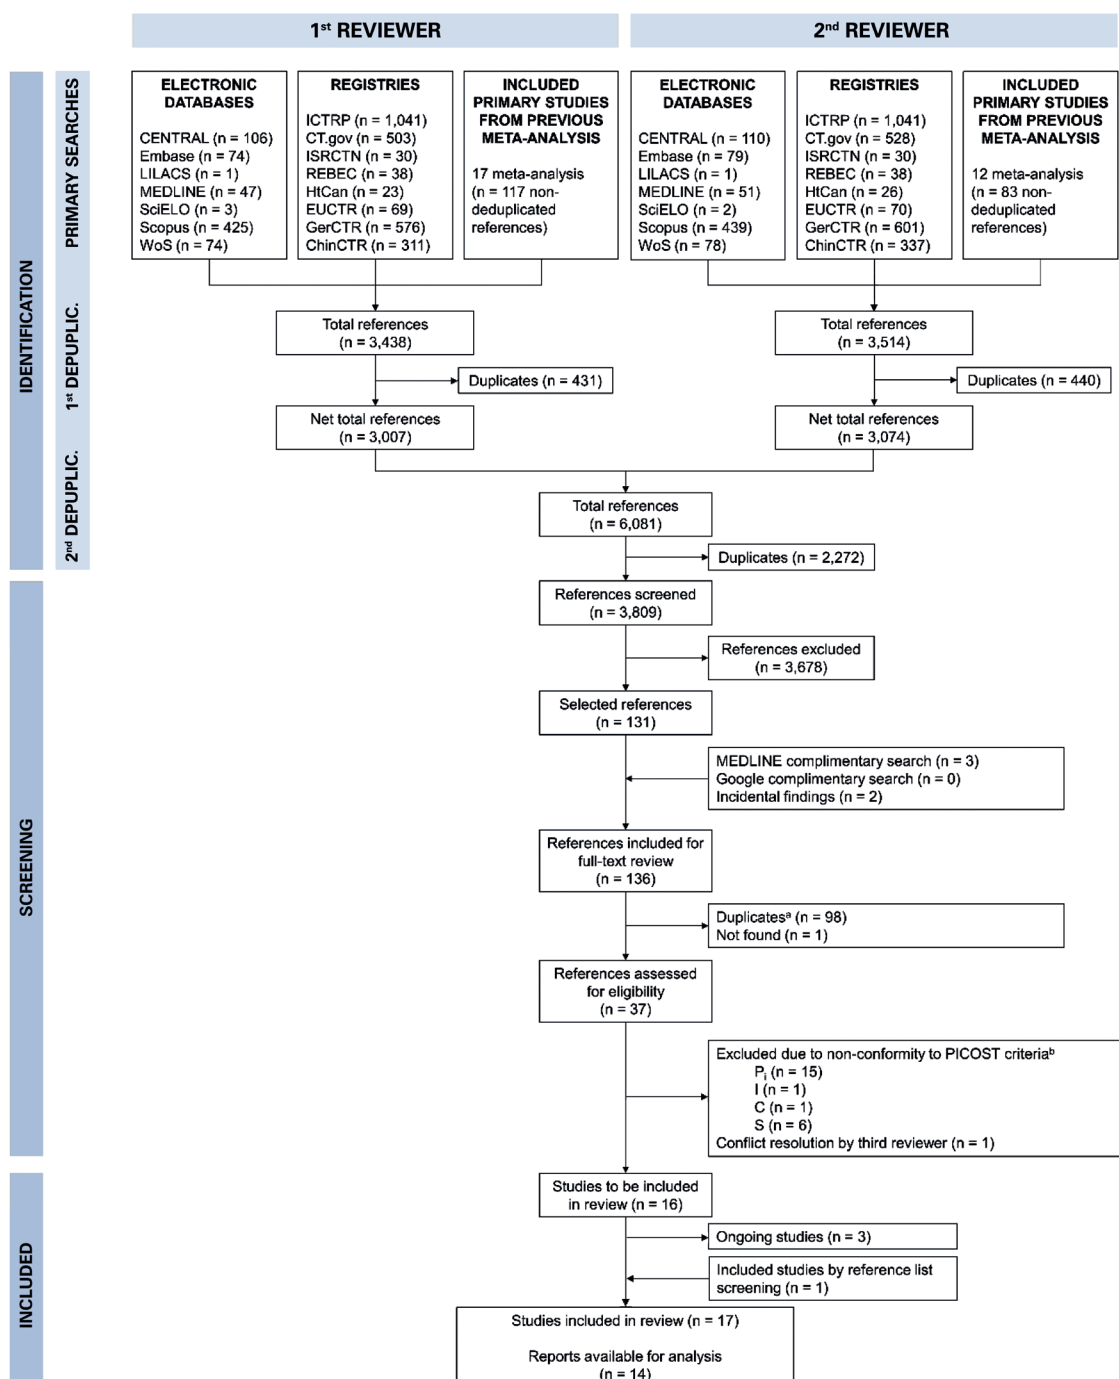 1st REVIEWER
2nd REVIEWER
IDENTIFICATION
PRIMARY SEARCHES
1st DEPUPLIC.
2nd DEPUPLIC.
ELECTRONIC
DATABASES
CENTRAL (n = 106)
Embase (n = 74)
LILACS (n = 1)
MEDLINE (n = 47)
SciELO (n = 3)
Scopus (n = 425)
WoS (n = 74)
REGISTRIES
ICTRP (n = 1,041)
CT.gov (n = 503)
ISRCTN (n = 30)
REBEC (n = 38)
HtCan (n = 23)
EUCTR (n = 69)
GerCTR (n = 576)
ChinCTR (n = 311)
INCLUDED
PRIMARY STUDIES
FROM PREVIOUS
META-ANALYSIS
17 meta-analysis
(n = 117 non-
deduplicated
references)
ELECTRONIC
DATABASES
CENTRAL (n = 110)
Embase (n = 79)
LILACS (n = 1)
MEDLINE (n = 51)
SciELO (n = 2)
Scopus (n = 439)
WoS (n = 78)
REGISTRIES
ICTRP (n = 1,041)
CT.gov (n = 528)
ISRCTN (n = 30)
REBEC (n = 38)
HtCan (n = 26)
EUCTR (n = 70)
GerCTR (n = 601)
ChinCTR (n = 337)
INCLUDED
PRIMARY STUDIES
FROM PREVIOUS
META-ANALYSIS
12 meta-analysis
(n = 83 non-
deduplicated
references)
Total references
(n = 3,438)
Duplicates (n = 431)
Net total references
(n = 3,007)
Total references
(n = 3,514)
Duplicates (n = 440)
Net total references
(n = 3,074)
Total references
(n = 6,081)
Duplicates (n = 2,272)
SCREENING
References screened
(n = 3,809)
References excluded
(n = 3,678)
Selected references
(n = 131)
MEDLINE complimentary search (n = 3)
Google complimentary search (n = 0)
Incidental findings (n = 2)
References included for
full-text review
(n = 136)
Duplicatesa (n = 98)
Not found (n = 1)
References assessed
for eligibility
(n = 37)
Excluded due to non-conformity to PICOST criteriab
Pi (n = 15)
I (n = 1)
C (n = 1)
S (n = 6)
Conflict resolution by third reviewer (n = 1)
INCLUDED
Studies to be included
in review (n = 16)
Ongoing studies (n = 3)
Included studies by reference list
screening (n = 1)
Studies included in review (n = 17)
Reports available for analysis
(n = 14)